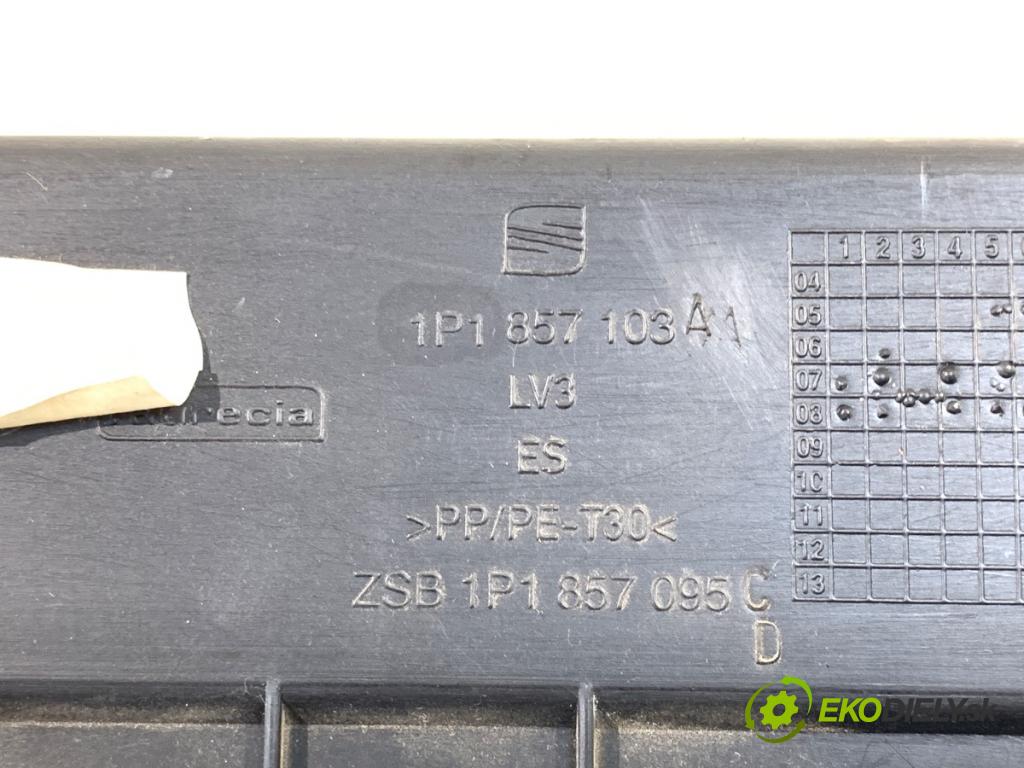 1P1 857 103 A1
LV3
ES
>PP/PE-T30<
ZSB 1P1 857 095 C
D
1 2 3 4 5
04
05
06
07
08
09
10
11
12
13
EKODIELY.sk